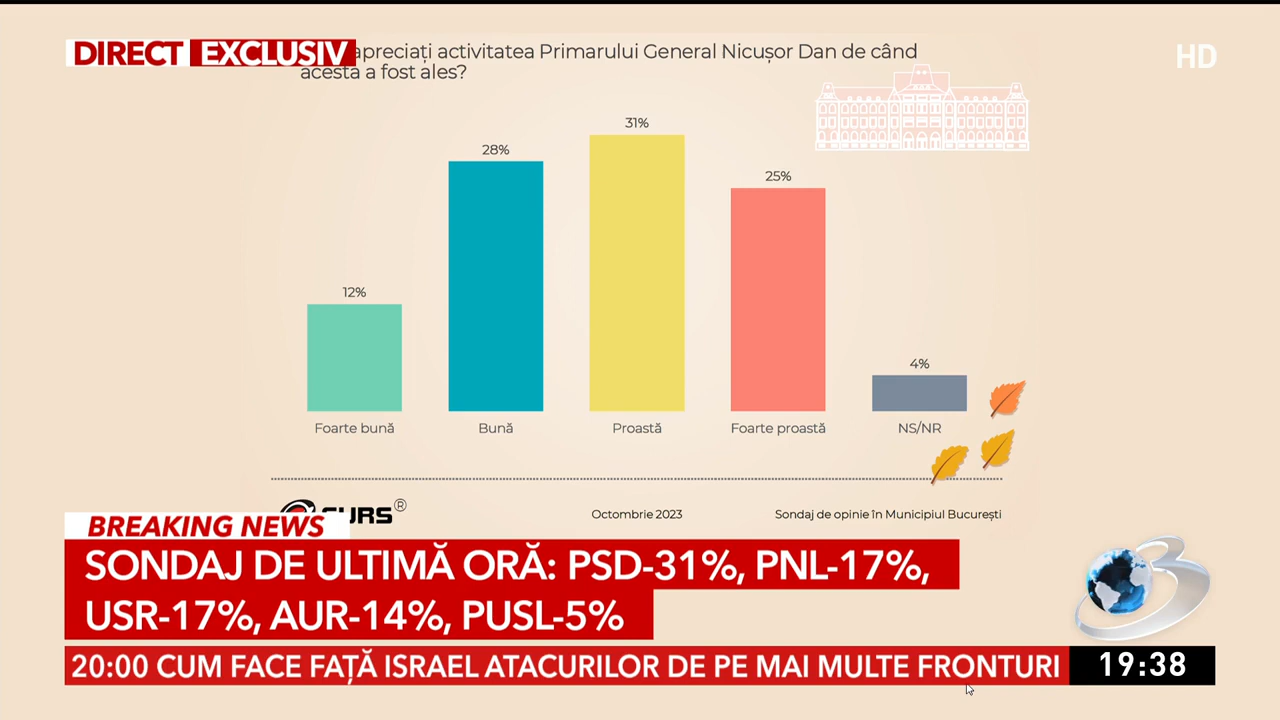 DIRECT EXCLUSIV
HD
apreciați activitatea Primarului General Nicușor Dan de când
acesta a fost ales?
12%
28%
31%
25%
4%
Foarte bună
Bună
Proastă
Foarte proastă
NS/NR
CURS®
Octombrie 2023
Sondaj de opinie în Municipiul București
BREAKING NEWS
SONDAJ DE ULTIMĂ ORĂ: PSD-31%, PNL-17%,
USR-17%, AUR-14%, PUSL-5%
3
20:00 CUM FACE FAȚĂ ISRAEL ATACURILOR DE PE MAI MULTE FRONTURI
19:38